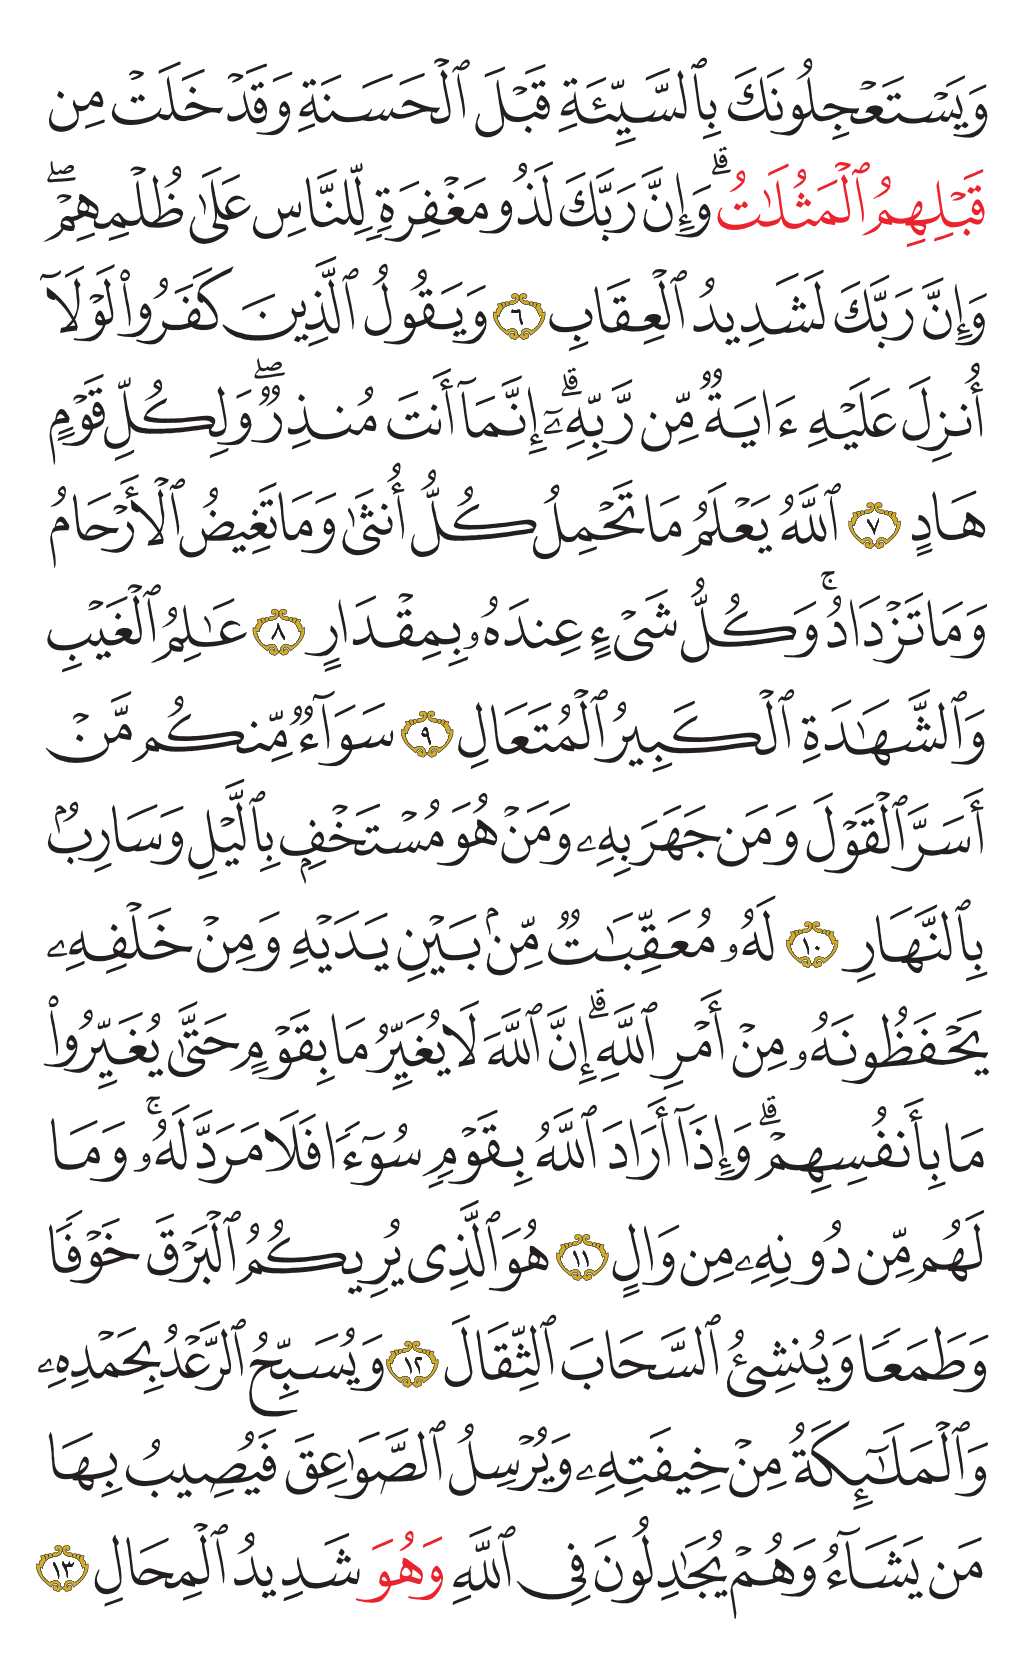 وَيَسۡتَعۡجِلُونَكَ بِٱلسَّيِّئَةِ قَبۡلَ ٱلۡحَسَنَةِ وَقَدۡ خَلَتۡ مِن
قَبۡلِهِمُ ٱلۡمَثُلَٰتُۗ وَإِنَّ رَبَّكَ لَذُو مَغۡفِرَةٖ لِّلنَّاسِ عَلَىٰ ظُلۡمِهِمۡۖ
وَإِنَّ رَبَّكَ لَشَدِيدُ ٱلۡعِقَابِ ٦ وَيَقُولُ ٱلَّذِينَ كَفَرُواْ لَوۡلَآ
أُنزِلَ عَلَيۡهِ ءَايَةٞ مِّن رَّبِّهِۦٓۗ إِنَّمَآ أَنتَ مُنذِرٞۖ وَلِكُلِّ قَوۡمٍ
هَادٍ ٧ ٱللَّهُ يَعۡلَمُ مَا تَحۡمِلُ كُلُّ أُنثَىٰ وَمَا تَغِيضُ ٱلۡأَرۡحَامُ
وَمَا تَزۡدَادُۚ وَكُلُّ شَيۡءٍ عِندَهُۥ بِمِقۡدَارٍ ٨ عَٰلِمُ ٱلۡغَيۡبِ
وَٱلشَّهَٰدَةِ ٱلۡكَبِيرُ ٱلۡمُتَعَالِ ٩ سَوَآءٞ مِّنكُم مَّنۡ
أَسَرَّ ٱلۡقَوۡلَ وَمَن جَهَرَ بِهِۦ وَمَنۡ هُوَ مُسۡتَخۡفِۭ بِٱلَّيۡلِ وَسَارِبُۢ
بِٱلنَّهَارِ ١٠ لَهُۥ مُعَقِّبَٰتٞ مِّنۢ بَيۡنِ يَدَيۡهِ وَمِنۡ خَلۡفِهِۦ
يَحۡفَظُونَهُۥ مِنۡ أَمۡرِ ٱللَّهِۗ إِنَّ ٱللَّهَ لَا يُغَيِّرُ مَا بِقَوۡمٍ حَتَّىٰ يُغَيِّرُواْ
مَا بِأَنفُسِهِمۡۗ وَإِذَآ أَرَادَ ٱللَّهُ بِقَوۡمٖ سُوٓءٗا فَلَا مَرَدَّ لَهُۥۚ وَمَا
لَهُم مِّن دُونِهِۦ مِن وَالٍ ١١ هُوَ ٱلَّذِي يُرِيكُمُ ٱلۡبَرۡقَ خَوۡفٗا
وَطَمَعٗا وَيُنشِئُ ٱلسَّحَابَ ٱلثِّقَالَ ١٢ وَيُسَبِّحُ ٱلرَّعۡدُ بِحَمۡدِهِۦ
وَٱلۡمَلَٰٓئِكَةُ مِنۡ خِيفَتِهِۦ وَيُرۡسِلُ ٱلصَّوَٰعِقَ فَيُصِيبُ بِهَا
مَن يَشَآءُ وَهُمۡ يُجَٰدِلُونَ فِي ٱللَّهِ وَهُوَ شَدِيدُ ٱلۡمِحَالِ ١٣